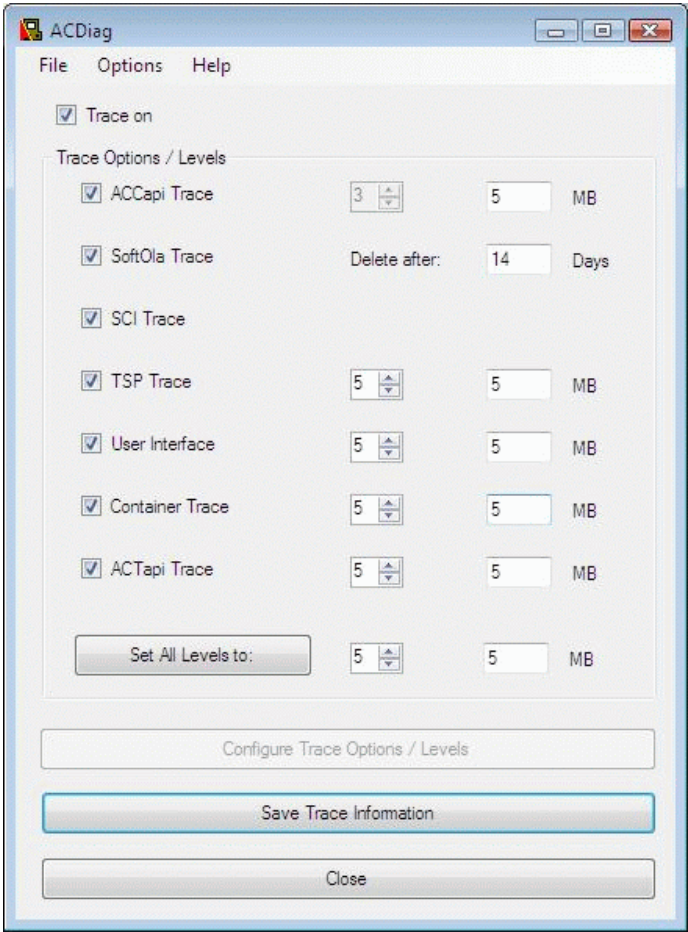 ACDiag
File Options Help
Trace on
Trace Options / Levels
ACCapi Trace 3 5 MB
SoftOla Trace Delete after: 14 Days
SCI Trace
TSP Trace 5 5 MB
User Interface 5 5 MB
Container Trace 5 5 MB
ACTapi Trace 5 5 MB
Set All Levels to: 5 5 MB
Configure Trace Options / Levels
Save Trace Information
Close